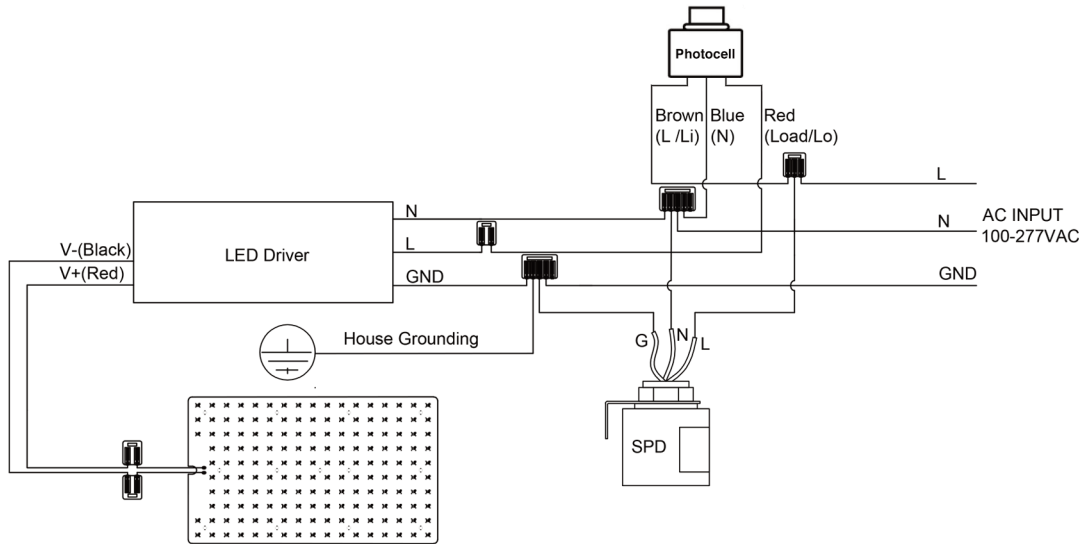 Photocell
Brown
(L /Li)
Blue
(N)
Red
(Load/Lo)
L
N
AC INPUT
100-277VAC
GND
N
L
GND
LED Driver
V-(Black)
V+(Red)
House Grounding
G
N
L
SPD